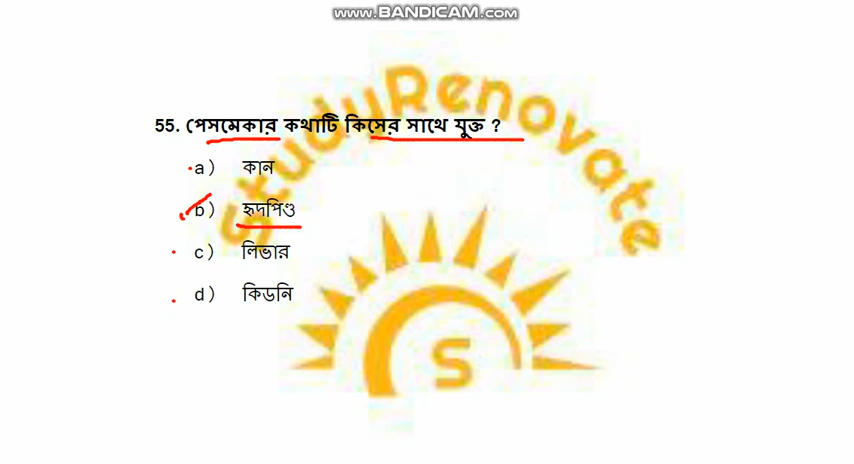 www.BANDICAM.com
StudyRenovate
55. পেসমেকার কথাটি কিসের সাথে যুক্ত ?
a) কান
b) হৃদপিণ্ড
c) লিভার
d) কিডনি
S